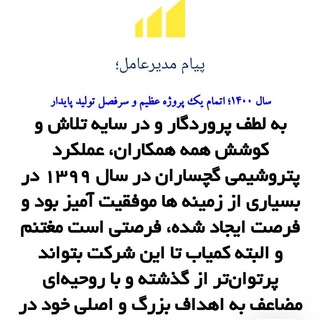 پیام مدیرعامل؛
سال ۱۴۰۰؛ اتمام یک پروژه عظیم و سرفصل تولید پایدار
به لطف پروردگار و در سایه تلاش و
کوشش همه همکاران، عملکرد
پتروشیمی گچساران در سال ۱۳۹۹ در
بسیاری از زمینه ها موفقیت آمیز بود و
فرصت ایجاد شده، فرصتی است مغتنم
و البته کمیاب تا این شرکت بتواند
پرتوان‌تر از گذشته و با روحیه‌ای
مضاعف به اهداف بزرگ و اصلی خود در